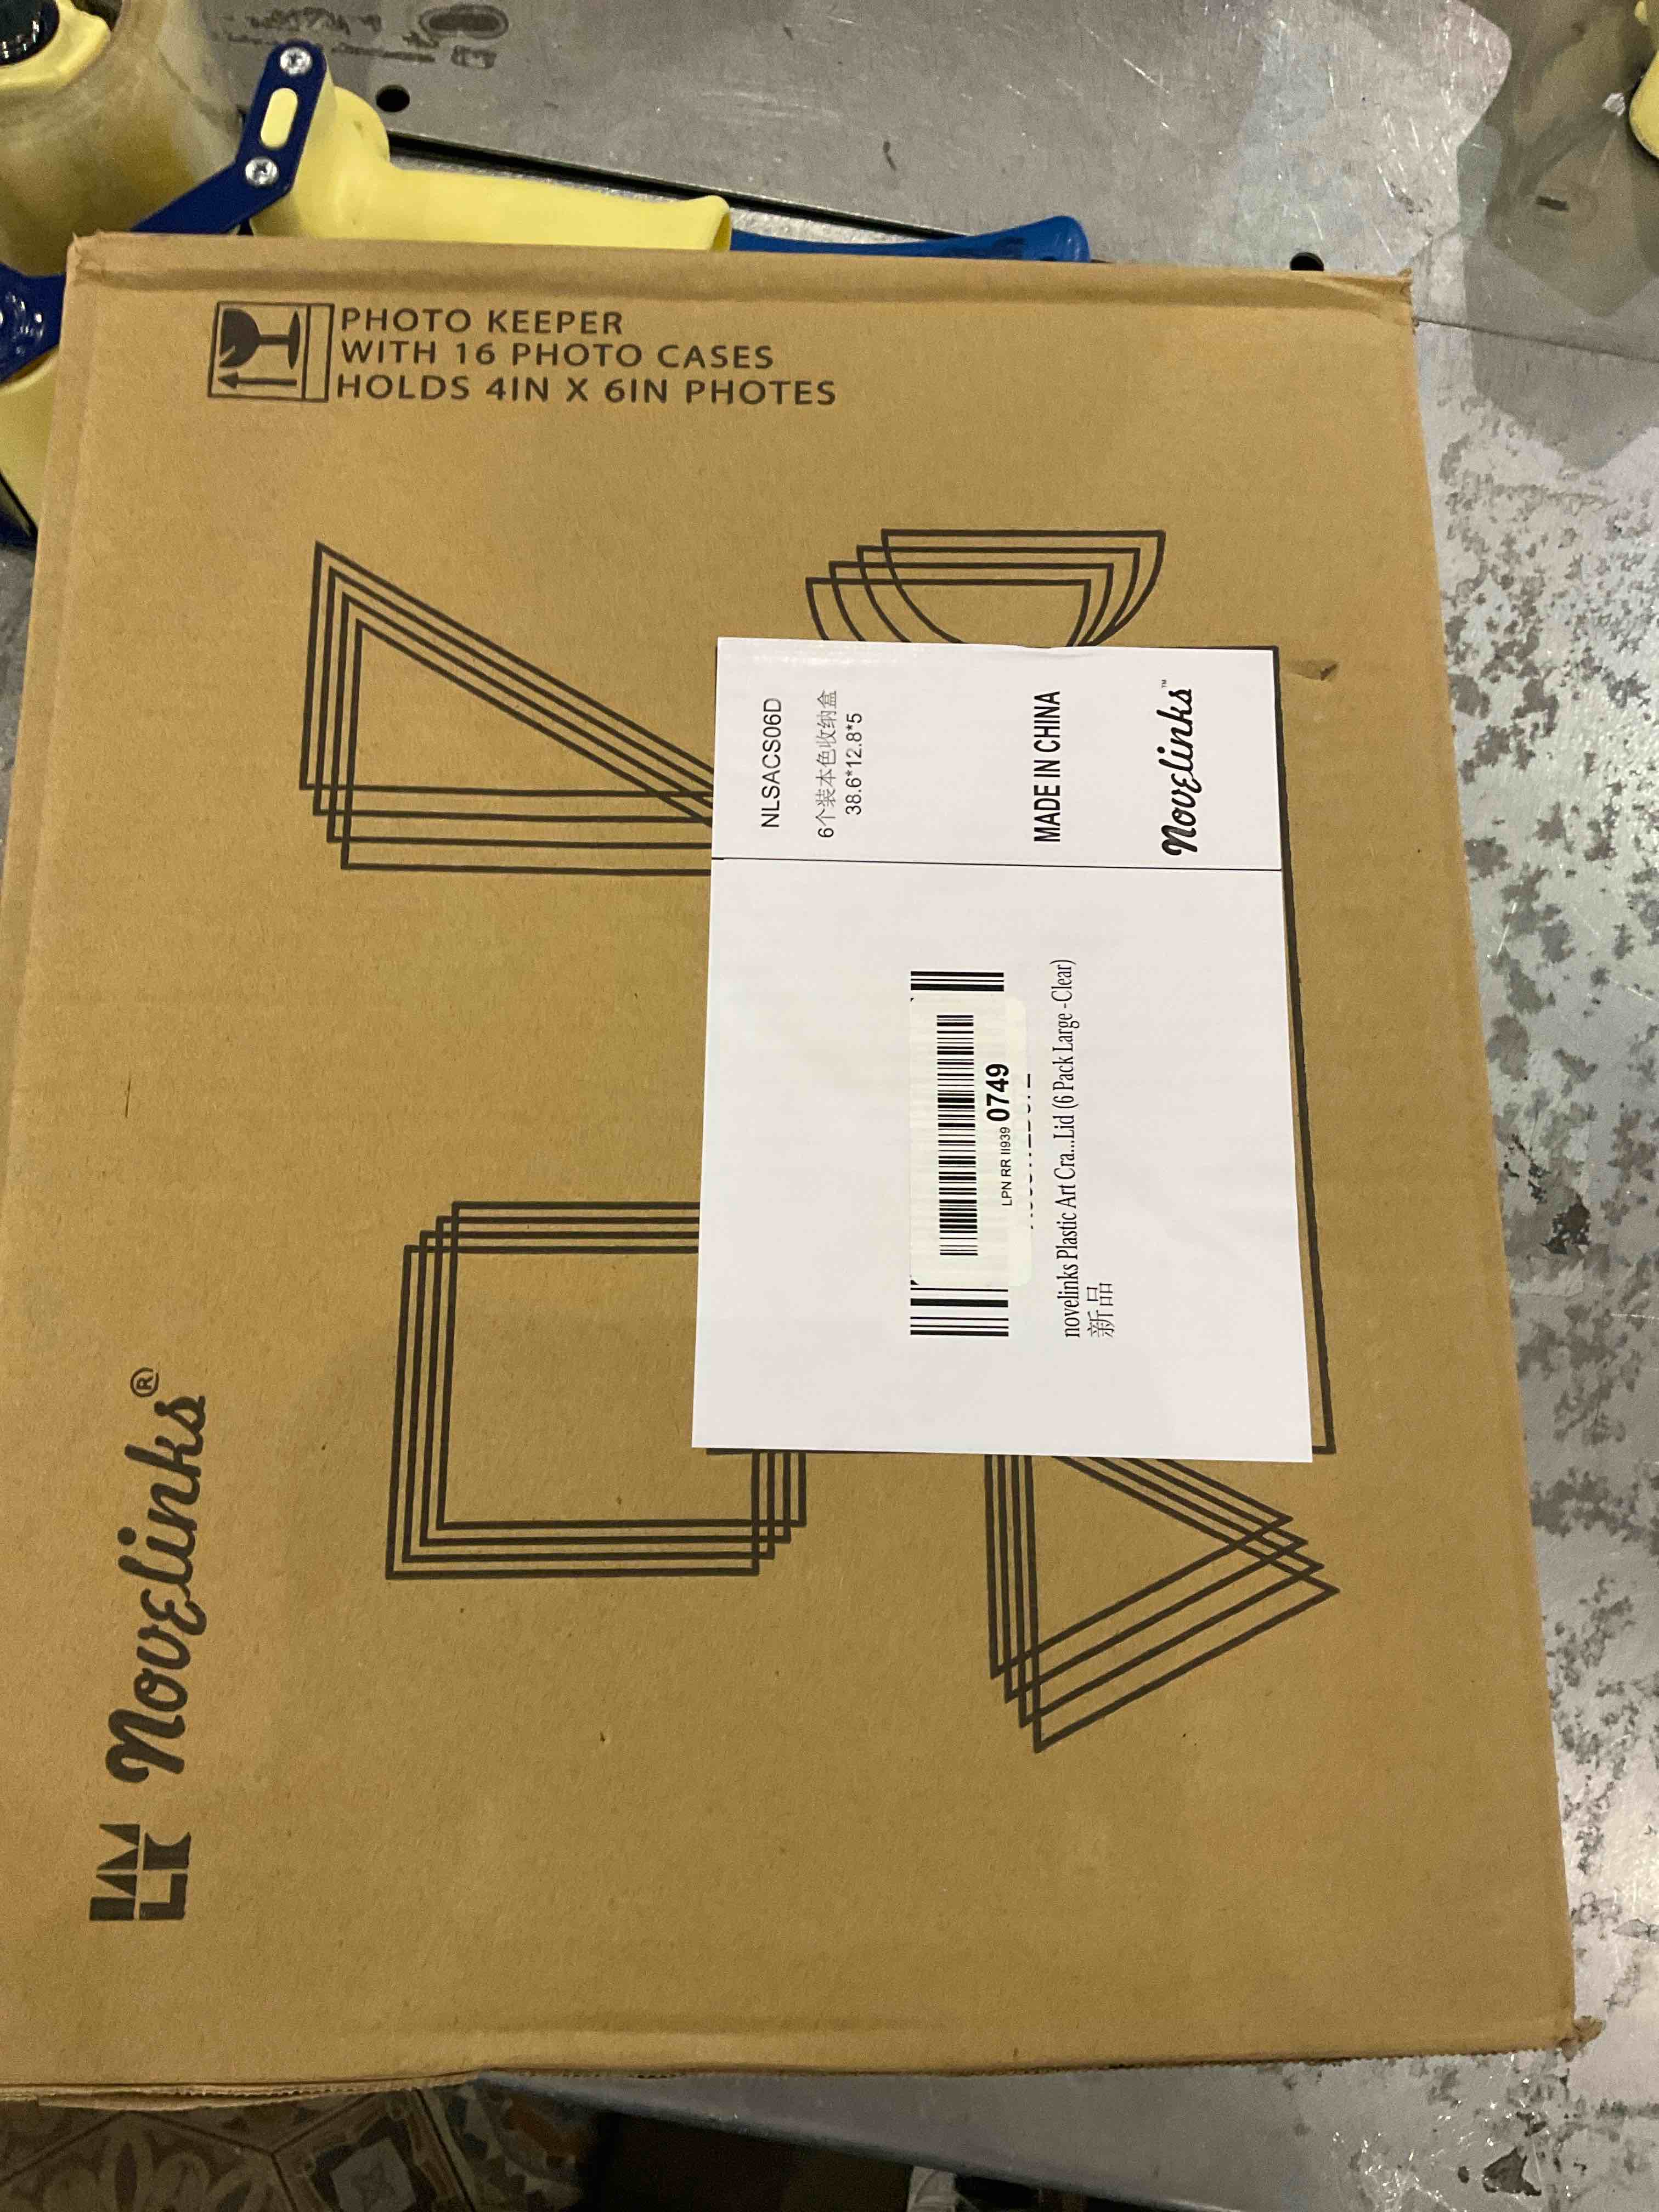 PHOTO KEEPER
WITH 16 PHOTO CASES
HOLDS 4IN X 6IN PHOTES
Novelinks®
NLSACS06D
6个装本色收纳盒
38.6*12.8*5
MADE IN CHINA
Novelinks™
LPN RR II939 0749
novelinks Plastic Art Cra...Lid (6 Pack Large -Clear)
新品